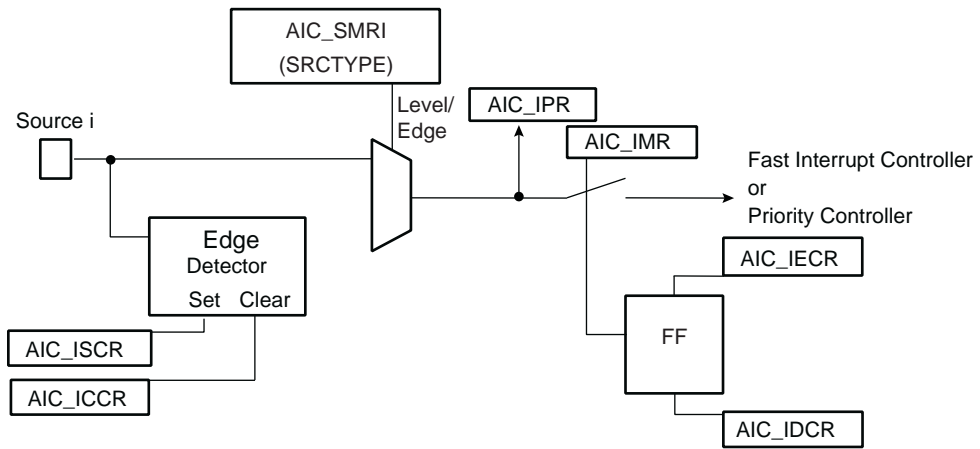 AIC_SMRI
(SRCTYPE)
Level/
Edge
AIC_IPR
Source i
AIC_IMR
Fast Interrupt Controller
or
Priority Controller
Edge
Detector
Set Clear
AIC_IECR
FF
AIC_ISCR
AIC_ICCR
AIC_IDCR